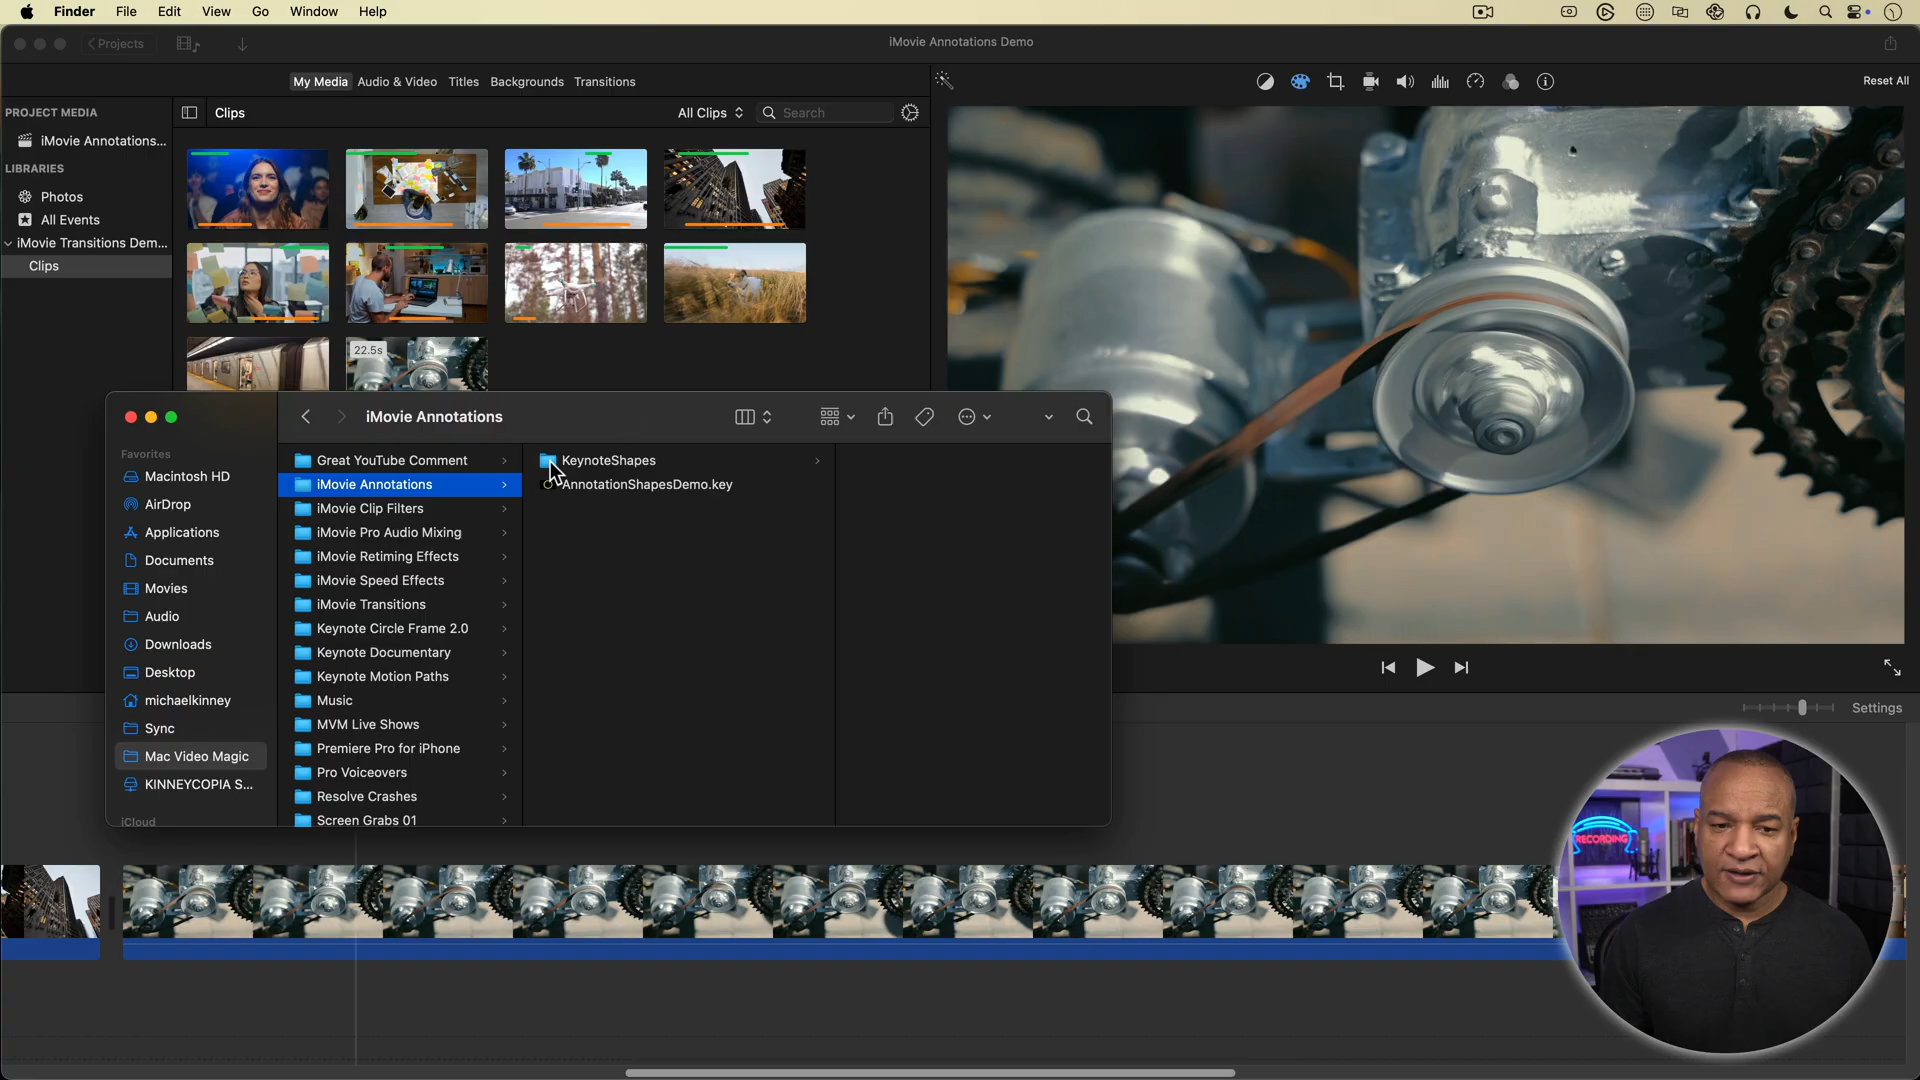 Finder File Edit View Go Window Help
Projects
iMovie Annotations Demo
My Media Audio & Video Titles Backgrounds Transitions
Reset All
PROJECT MEDIA
Clips
All Clips
Search
iMovie Annotations...
LIBRARIES
Photos
All Events
iMovie Transitions Dem...
Clips
22.5s
iMovie Annotations
Favorites
Macintosh HD
AirDrop
Applications
Documents
Movies
Audio
Downloads
Desktop
michaelkinney
Sync
Mac Video Magic
KINNEYCOPIA S...
iCloud
Great YouTube Comment
iMovie Annotations
iMovie Clip Filters
iMovie Pro Audio Mixing
iMovie Retiming Effects
iMovie Speed Effects
iMovie Transitions
Keynote Circle Frame 2.0
Keynote Documentary
Keynote Motion Paths
Music
MVM Live Shows
Premiere Pro for iPhone
Pro Voiceovers
Resolve Crashes
Screen Grabs 01
KeynoteShapes
AnnotationShapesDemo.key
Settings
RECORDING